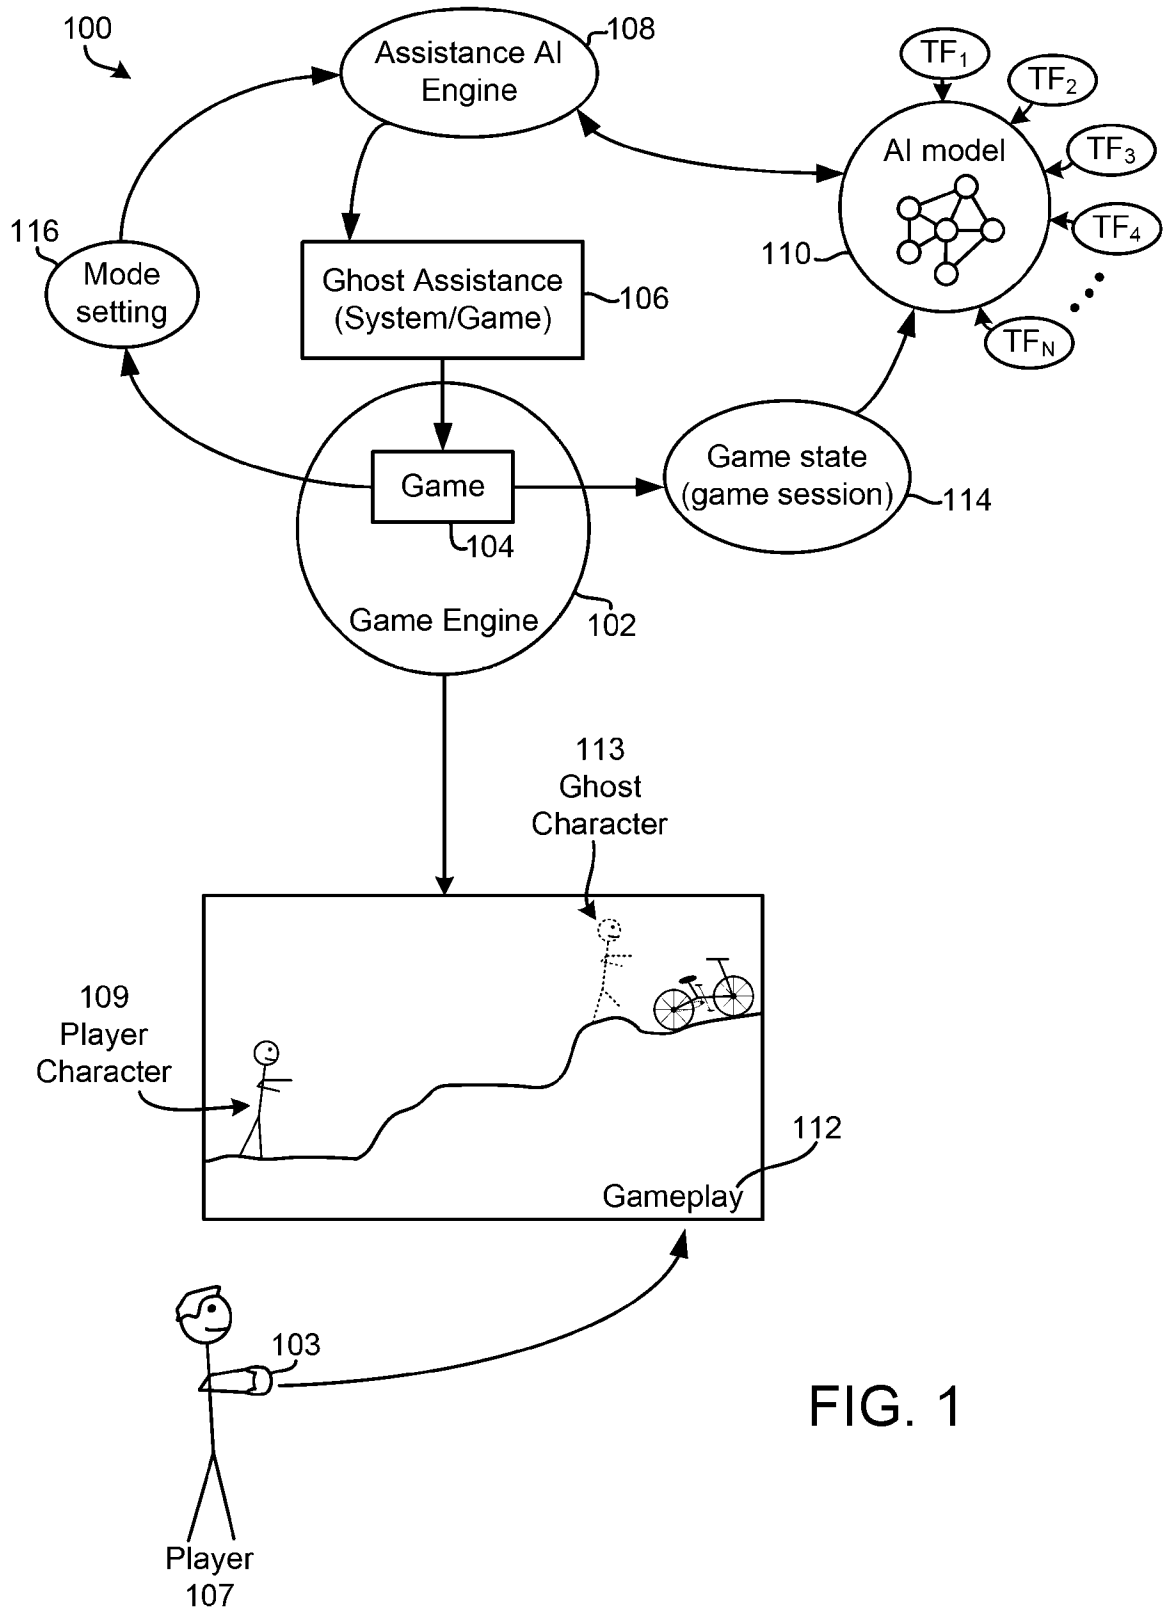 100
Assistance AI
Engine
108
TF1
TF2
TF3
TF4
TFN
AI model
110
116
Mode
setting
Ghost Assistance
(System/Game)
106
Game
104
Game Engine
102
Game state
(game session)
114
113
Ghost
Character
109
Player
Character
112
Gameplay
103
Player
107
FIG. 1